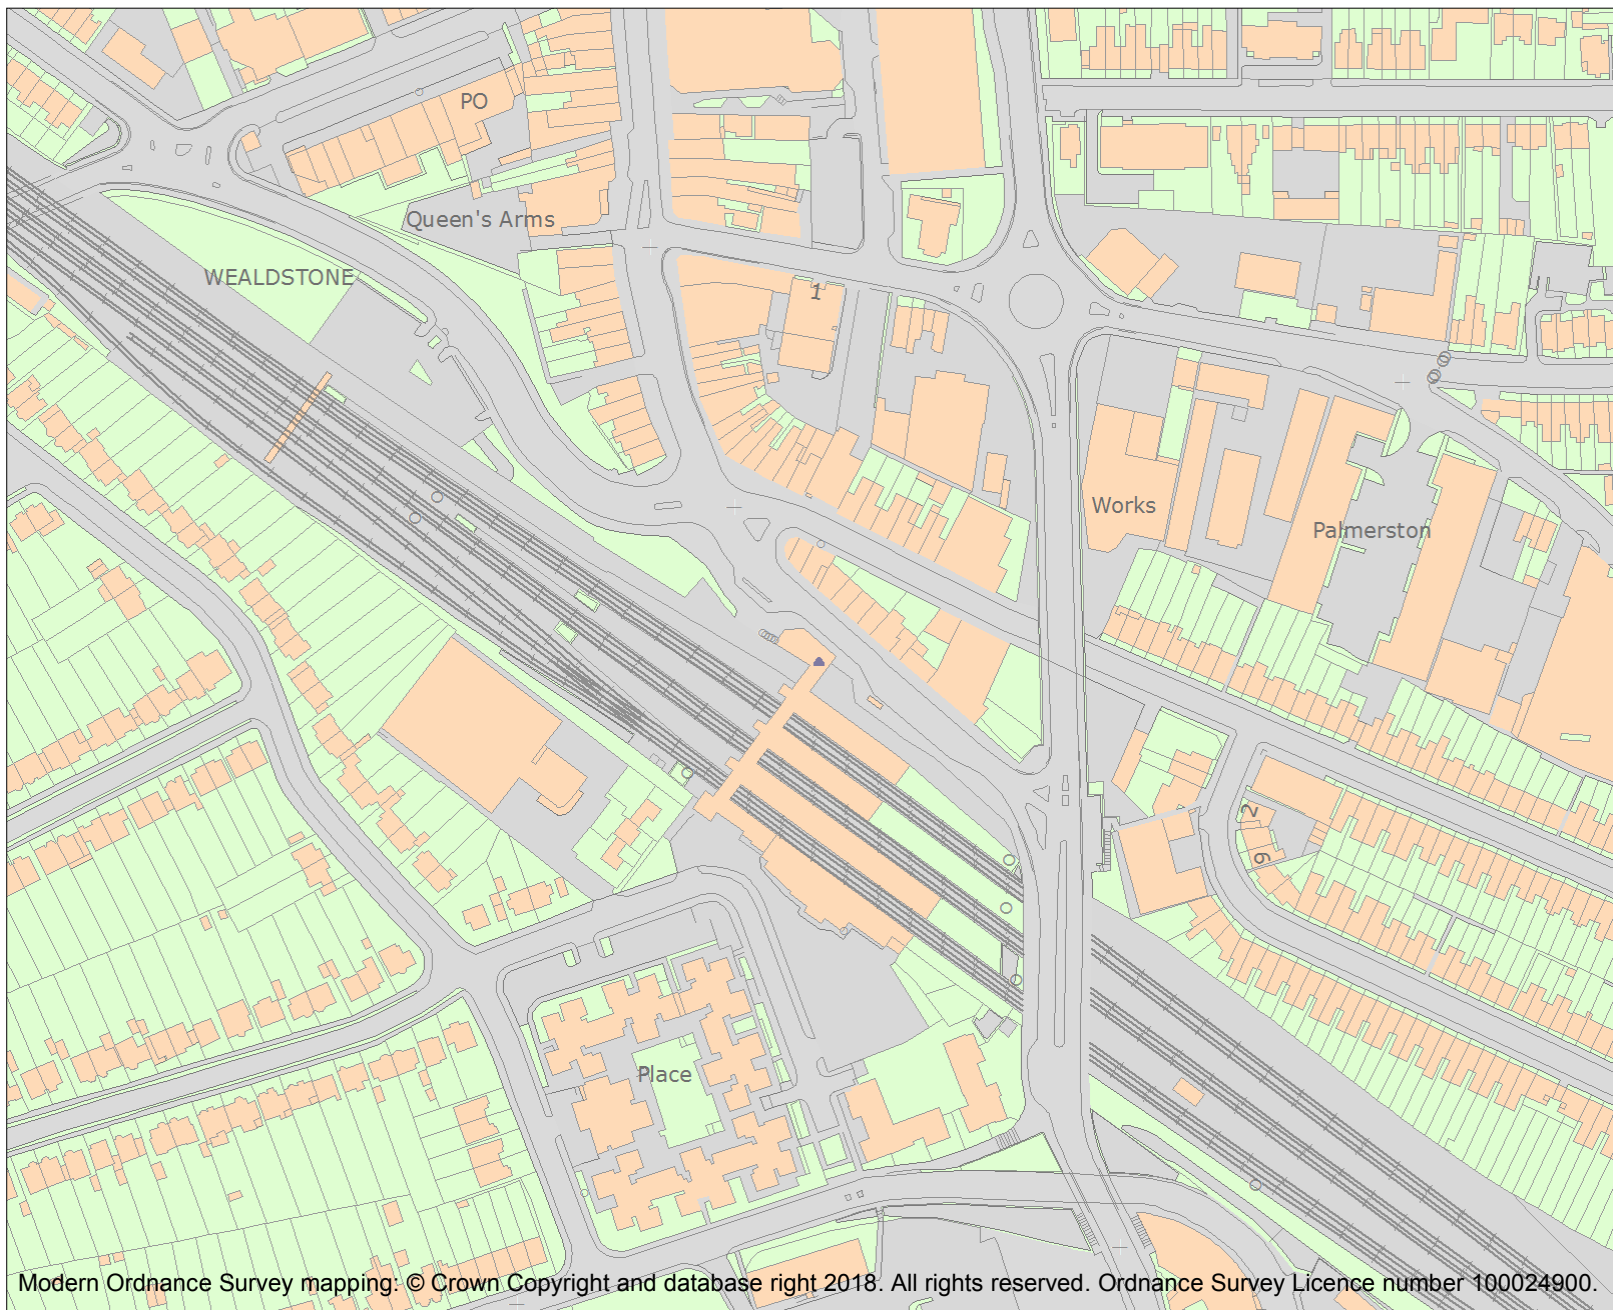 PO
Queen's Arms
WEALDSTONE
1
Works
Palmerston
2
9
Place
Modern Ordnance Survey mapping: © Crown Copyright and database right 2018. All rights reserved. Ordnance Survey Licence number 100024900.